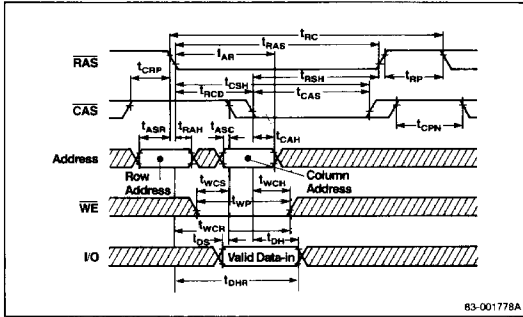 tRC
tRAS
tAR
RAS
tCRP
tCSH
tRSH
tRP
tRCD
tCAS
CAS
tCPN
tASR
tRAH
tASC
tCAH
Address
Row Address
Column Address
tWCS
tWCH
WE
tWP
tWCR
tDS
tDH
I/O
Valid Data-in
tDHR
83-001778A